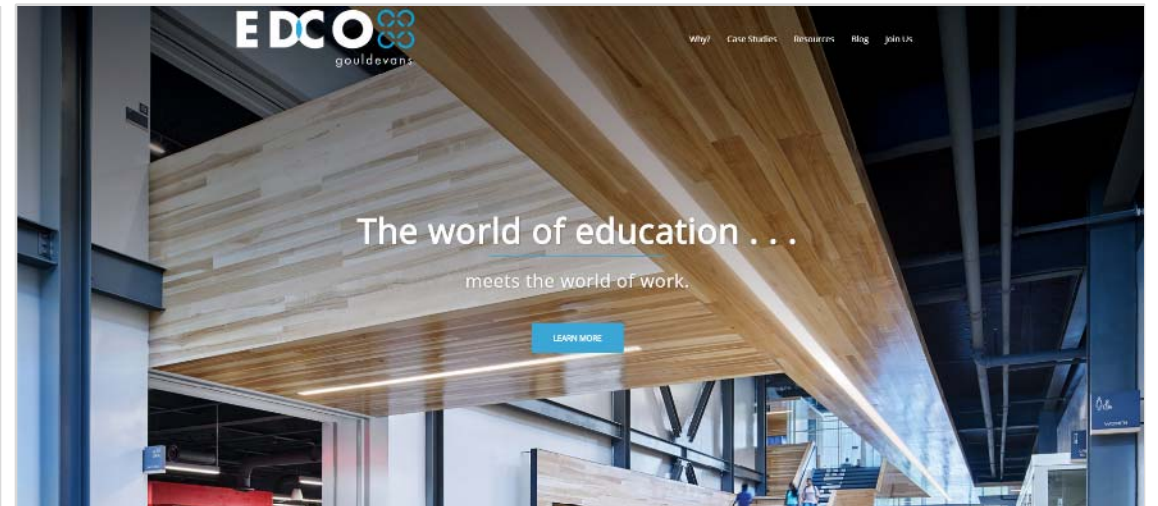 EDCO
gouldevans
Why? Case Studies Resources Blog Join Us
The world of education . . .
meets the world of work.
LEARN MORE